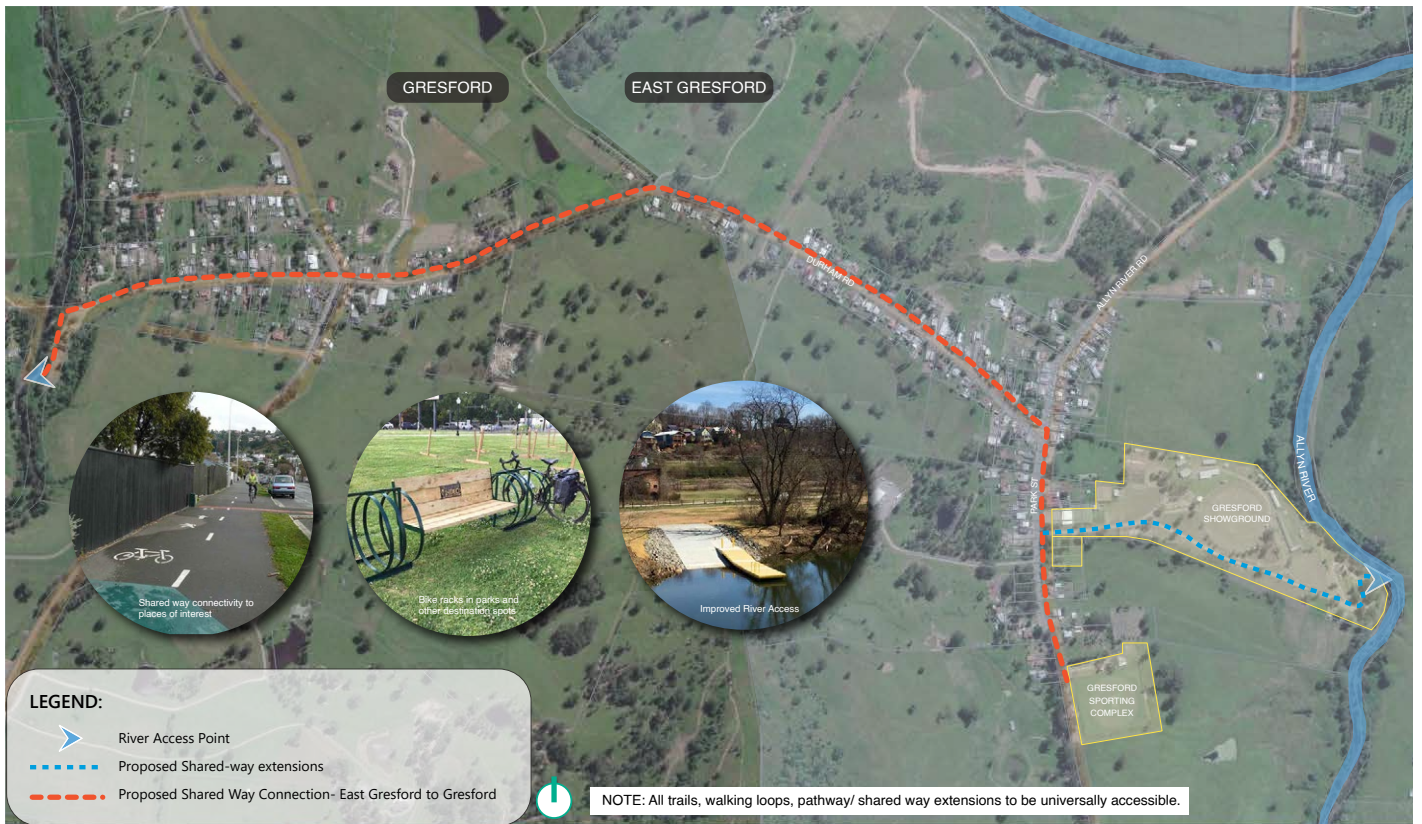 GRESFORD
EAST GRESFORD
DURHAM RD
ALLYN RIVER RD
ALLYN RIVER
PARK ST
GRESFORD
SHOWGROUND
GRESFORD
SPORTING
COMPLEX
Shared way connectivity to
places of interest
Bike racks in parks and
other destination spots
Improved River Access
LEGEND:
River Access Point
Proposed Shared-way extensions
Proposed Shared Way Connection- East Gresford to Gresford
NOTE: All trails, walking loops, pathway/ shared way extensions to be universally accessible.